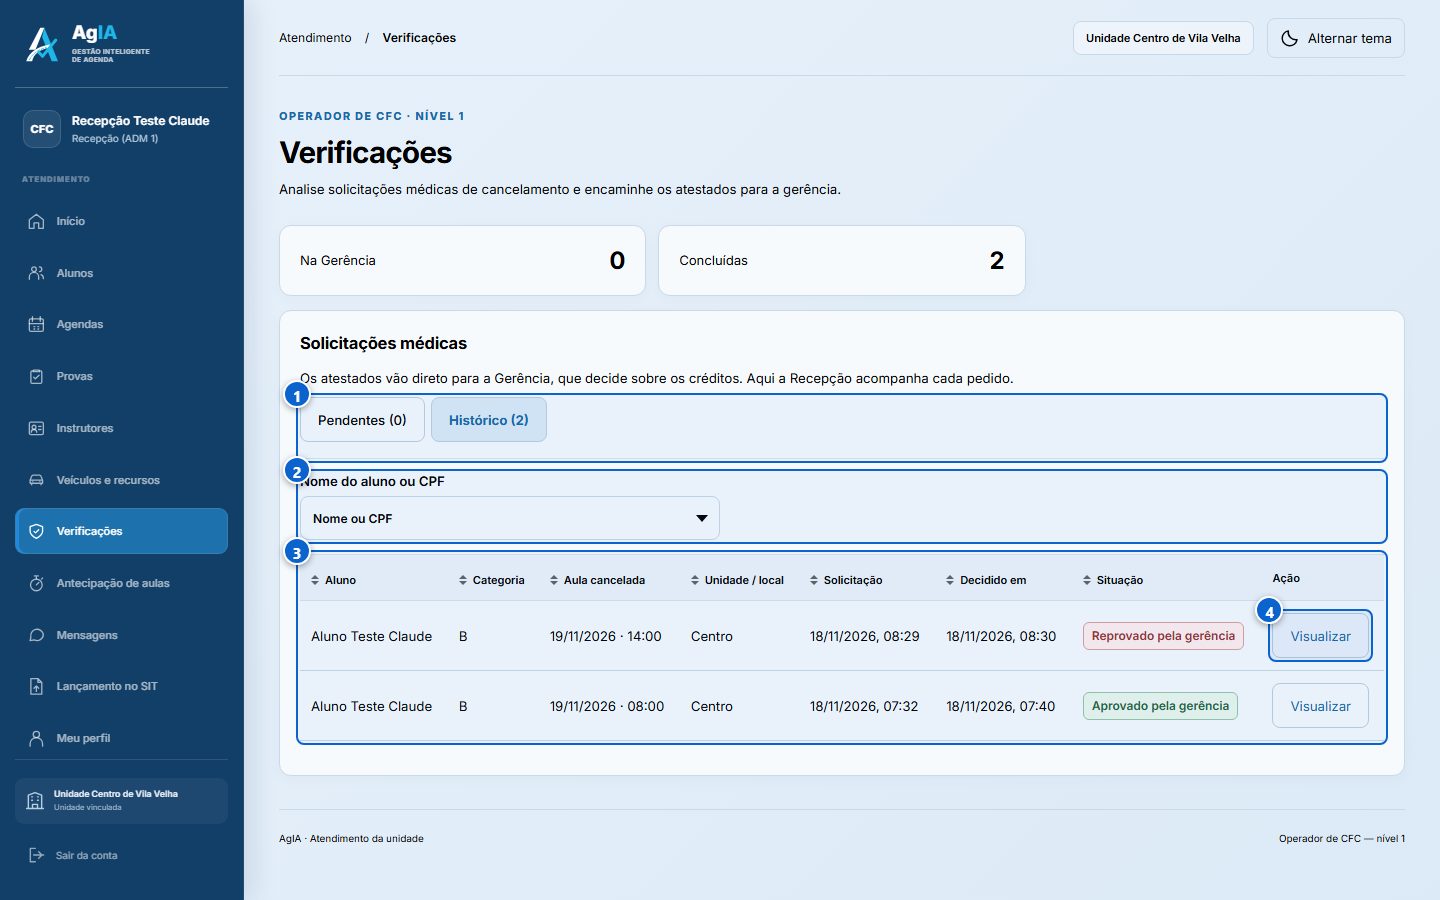 AgIA
GESTÃO INTELIGENTE
DE AGENDA
CFC
Recepção Teste Claude
Recepção (ADM 1)
ATENDIMENTO
Início
Alunos
Agendas
Provas
Instrutores
Veículos e recursos
Verificações
Antecipação de aulas
Mensagens
Lançamento no SIT
Meu perfil
Unidade Centro de Vila Velha
Unidade vinculada
Sair da conta
Atendimento / Verificações
Unidade Centro de Vila Velha
Alternar tema
OPERADOR DE CFC · NÍVEL 1
Verificações
Analise solicitações médicas de cancelamento e encaminhe os atestados para a gerência.
Na Gerência 0
Concluídas 2
Solicitações médicas
Os atestados vão direto para a Gerência, que decide sobre os créditos. Aqui a Recepção acompanha cada pedido.
1
Pendentes (0) Histórico (2)
2
Nome do aluno ou CPF
Nome ou CPF
3
Aluno Categoria Aula cancelada Unidade / local Solicitação Decidido em Situação Ação
4
Aluno Teste Claude B 19/11/2026 · 14:00 Centro 18/11/2026, 08:29 18/11/2026, 08:30 Reprovado pela gerência Visualizar
Aluno Teste Claude B 19/11/2026 · 08:00 Centro 18/11/2026, 07:32 18/11/2026, 07:40 Aprovado pela gerência Visualizar
AgIA · Atendimento da unidade
Operador de CFC — nível 1